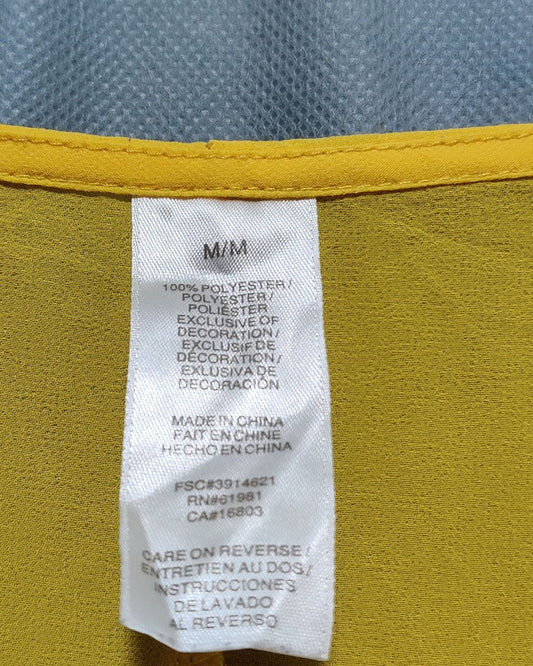 M/M
100% POLYESTER /
POLYESTER /
POLIÉSTER
EXCLUSIVE OF
DECORATION /
EXCLUSIF DE
DECORATION /
EXLUSIVA DE
DECORACIÓN
MADE IN CHINA
FAIT EN CHINE
HECHO EN CHINA
FSC#3914621
RN#61981
CA#16803
CARE ON REVERSE /
ENTRETIEN AU DOS /
INSTRUCCIONES
DE LAVADO
AL REVERSO